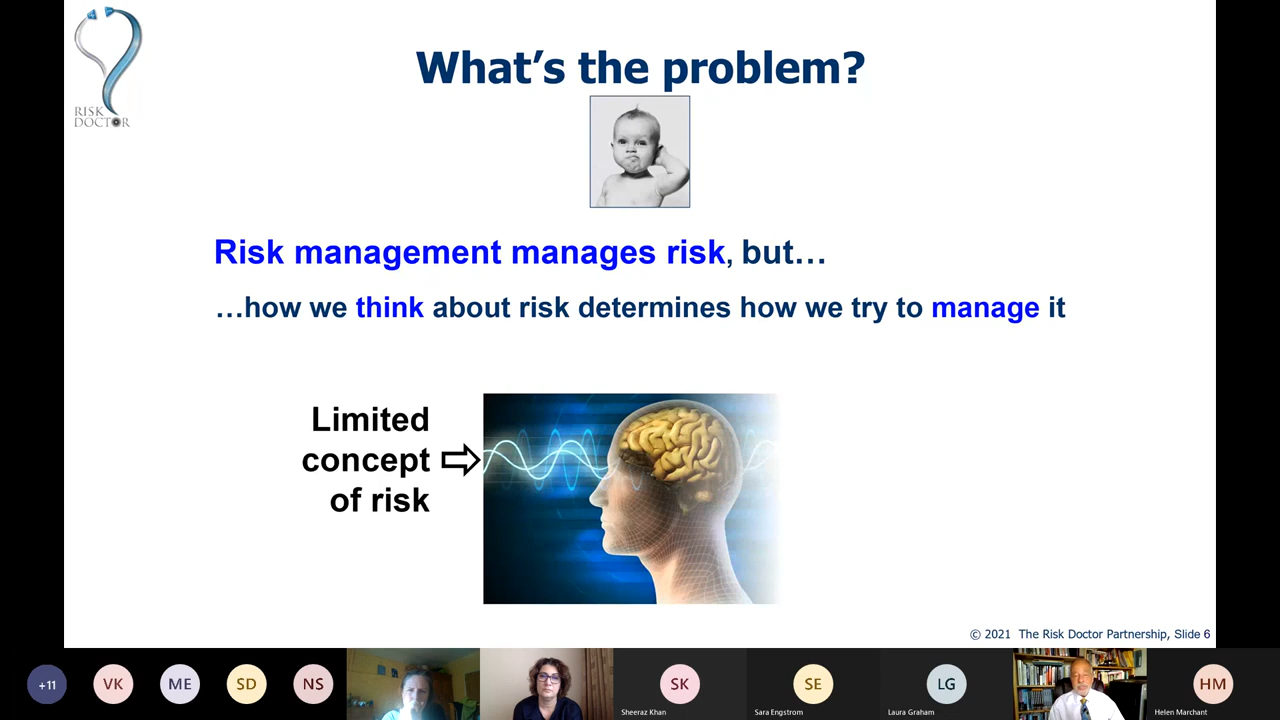 RISK
DOCTOR
What’s the problem?
Risk management manages risk, but…
…how we think about risk determines how we try to manage it
Limited
concept
of risk
© 2021 The Risk Doctor Partnership, Slide 6
+11
VK
ME
SD
NS
SK
Sheeraz Khan
SE
Sara Engstrom
LG
Laura Graham
HM
Helen Marchant